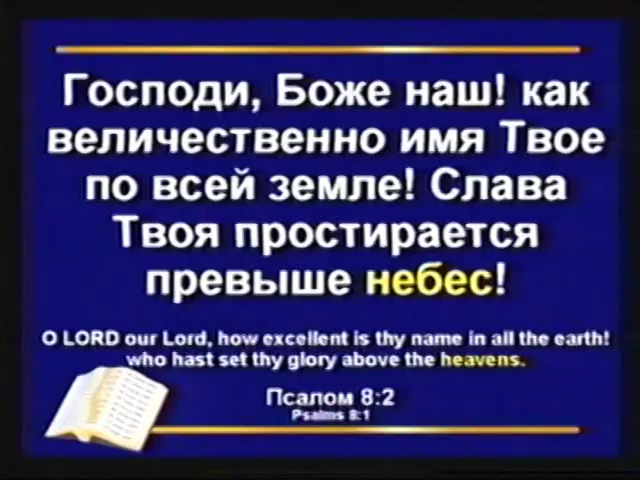 Господи, Боже наш! как
величественно имя Твое
по всей земле! Слава
Твоя простирается
превыше небес!
O LORD our Lord, how excellent is thy name in all the earth!
who hast set thy glory above the heavens.
Псалом 8:2
Psalms 8:1